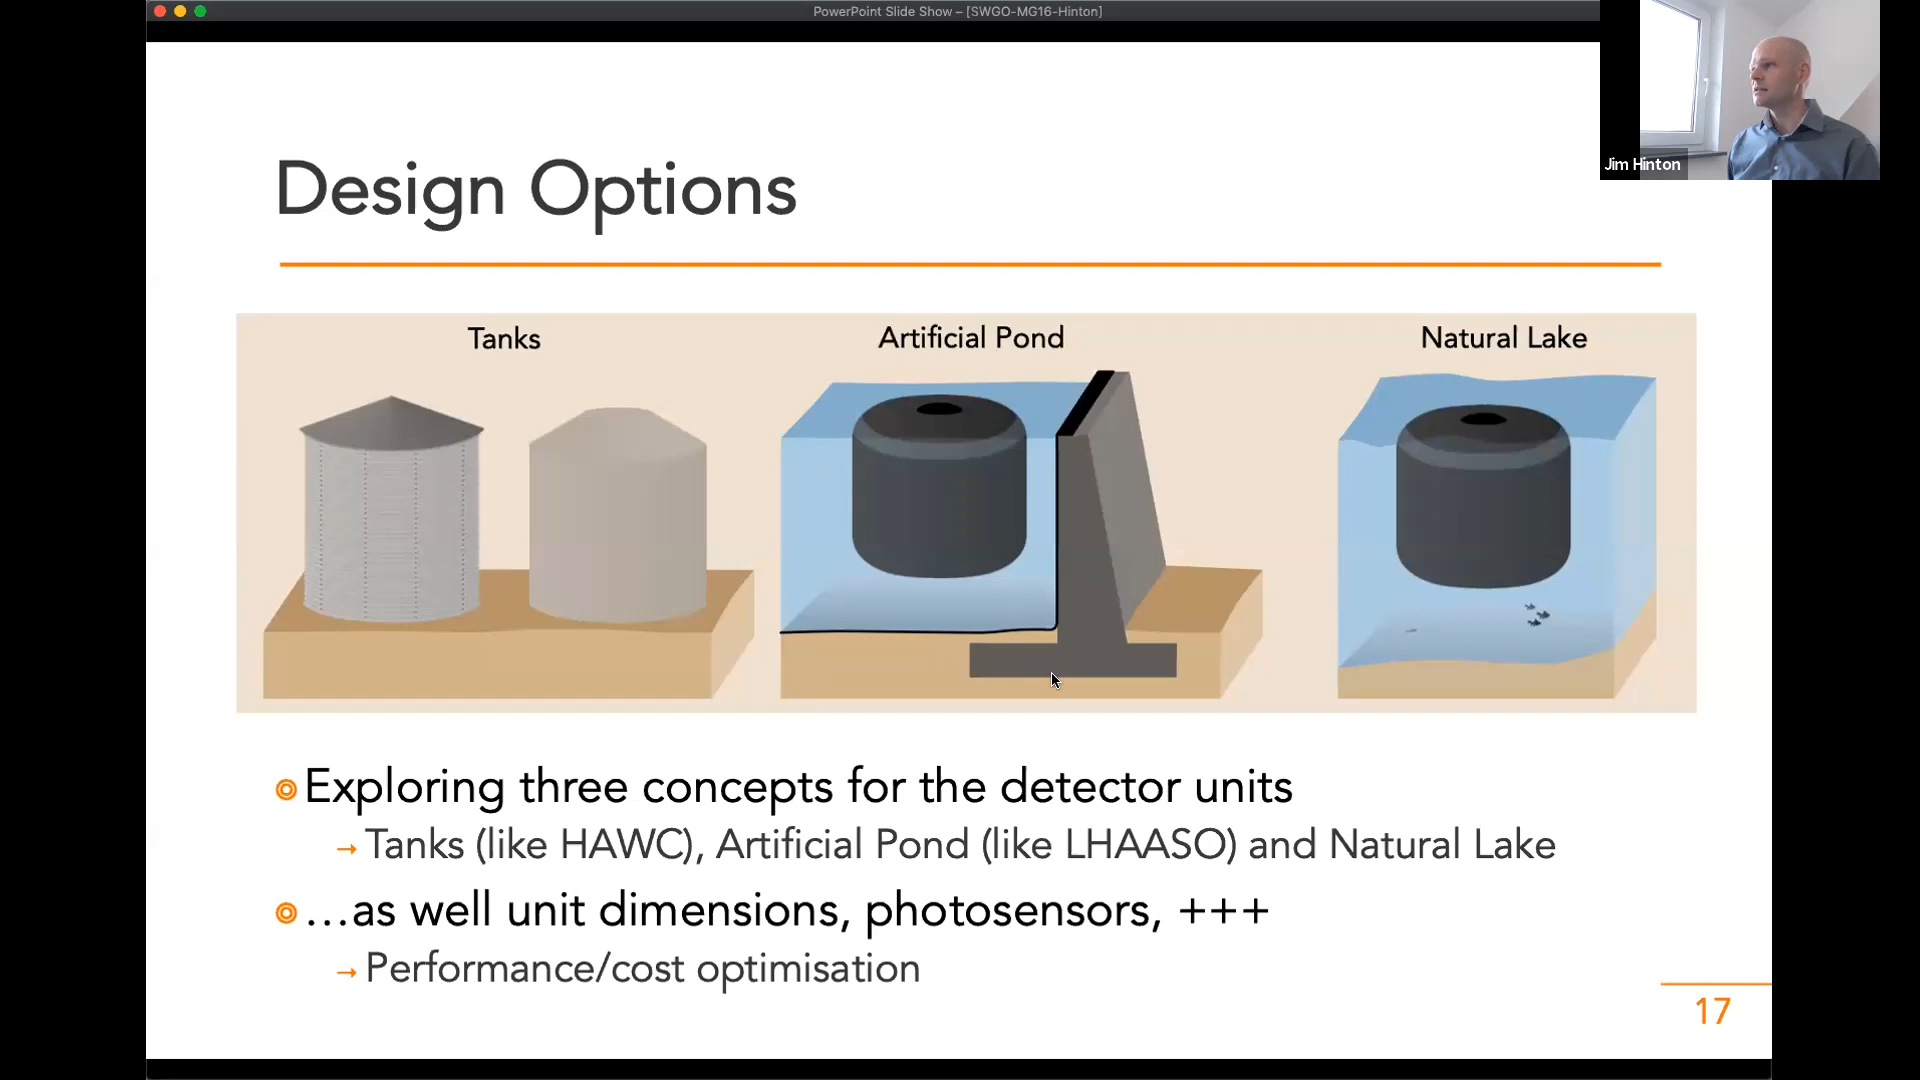 PowerPoint Slide Show – [SWGO-MG16-Hinton]
Jim Hinton
Design Options
Tanks
Artificial Pond
Natural Lake
Exploring three concepts for the detector units
→ Tanks (like HAWC), Artificial Pond (like LHAASO) and Natural Lake
…as well unit dimensions, photosensors, +++
→ Performance/cost optimisation
17